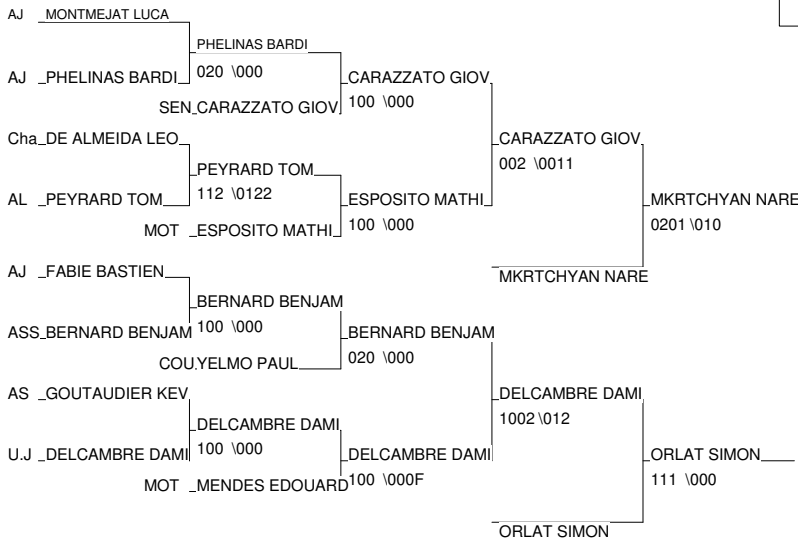 AJ MONTMEJAT LUCA
PHELINAS BARDI
AJ PHELINAS BARDI 020 \000 CARAZZATO GIOV
SEN CARAZZATO GIOV 100 \000
Cha DE ALMEIDA LEO CARAZZATO GIOV
PEYRARD TOM 002 \0011
AL PEYRARD TOM 112 \0122 ESPOSITO MATHI MKRTCHYAN NARE
MOT ESPOSITO MATHI 100 \000 0201 \010
AJ FABIE BASTIEN MKRTCHYAN NARE
BERNARD BENJAM
ASS BERNARD BENJAM 100 \000 BERNARD BENJAM
COU YELMO PAUL 020 \000
AS GOUTAUDIER KEV DELCAMBRE DAMI
DELCAMBRE DAMI 1002 \012
U.J DELCAMBRE DAMI 100 \000 DELCAMBRE DAMI ORLAT SIMON
MOT MENDES EDOUARD 100 \000F 111 \000
ORLAT SIMON